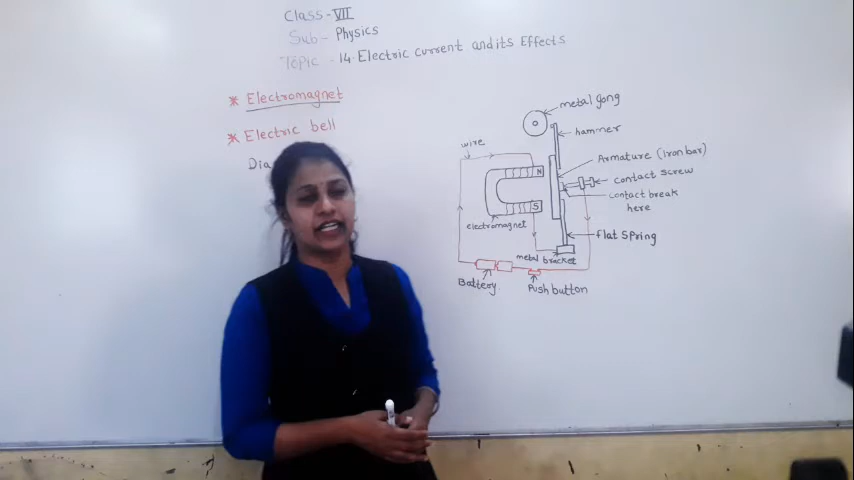 Class - VII
Sub - Physics
Topic - 14. Electric current and its Effects
* Electromagnet
* Electric bell
Dia
metal gong
hammer
wire
Armature (Iron bar)
contact screw
contact break
here
N
S
electromagnet
flat spring
metal bracket
Battery
Push button